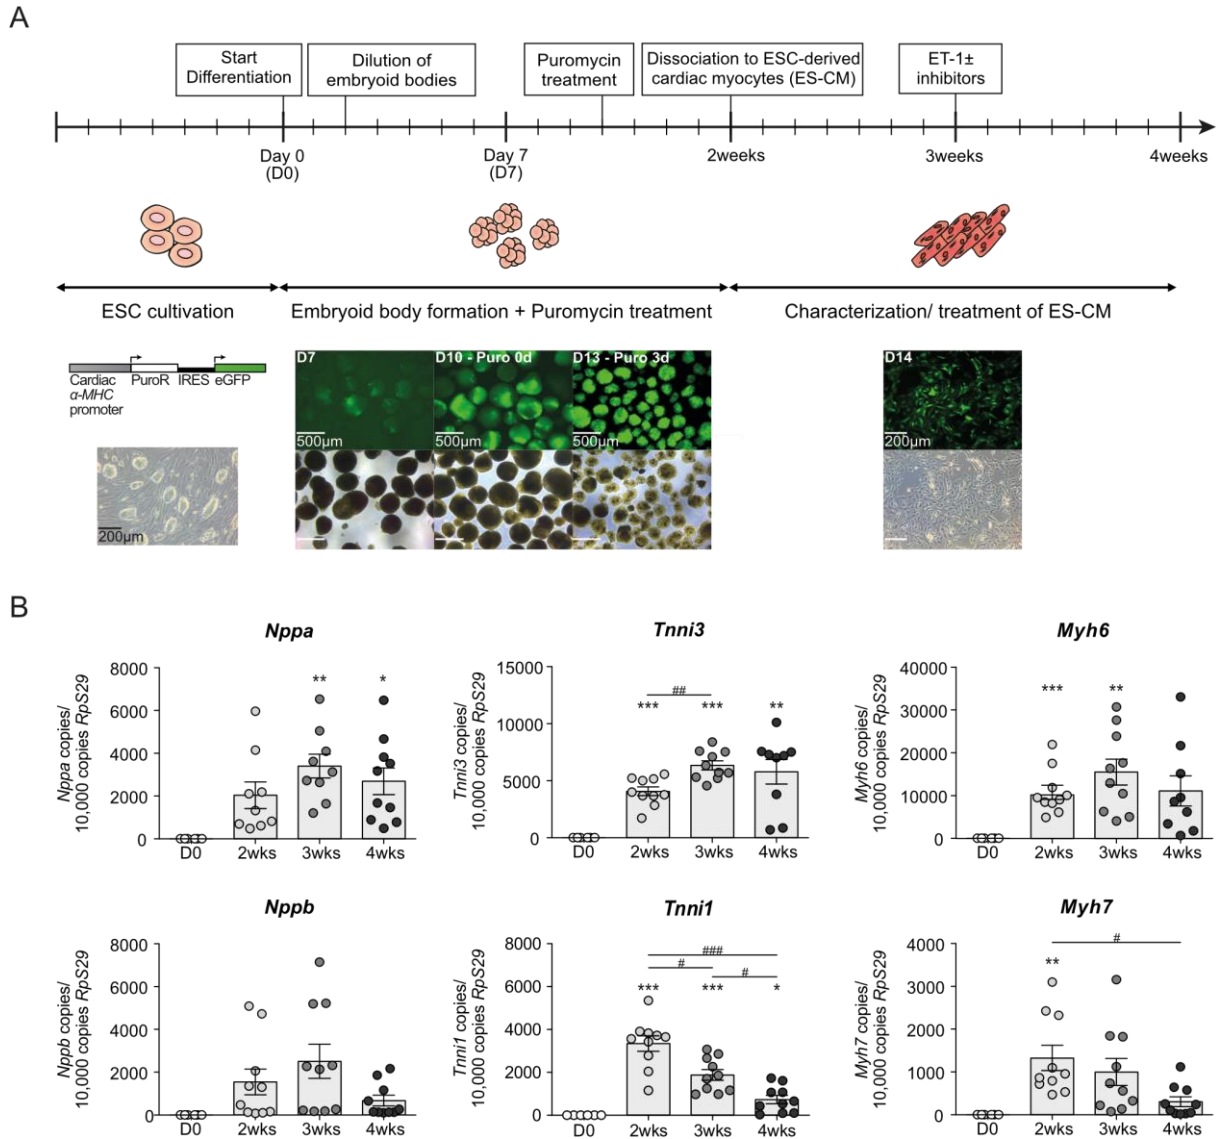 A
Start
Differentiation
Dilution of
embryoid bodies
Puromycin
treatment
Dissociation to ESC-derived
cardiac myocytes (ES-CM)
ET-1±
inhibitors
Day 0
(D0)
Day 7
(D7)
2weeks
3weeks
4weeks
ESC cultivation
Embryoid body formation + Puromycin treatment
Characterization/ treatment of ES-CM
Cardiac
α-MHC
promoter
PuroR
IRES
eGFP
200µm
D7
500µm
D10 - Puro 0d
500µm
D13 - Puro 3d
500µm
D14
200µm
B
Nppa
Nppa copies/
10,000 copies RpS29
8000
6000
4000
2000
0
**
*
D0
2wks
3wks
4wks
Tnni3
Tnni3 copies/
10,000 copies RpS29
15000
10000
5000
0
##
***
***
**
D0
2wks
3wks
4wks
Myh6
Myh6 copies/
10,000 copies RpS29
40000
30000
20000
10000
0
***
**
D0
2wks
3wks
4wks
Nppb
Nppb copies/
10,000 copies RpS29
8000
6000
4000
2000
0
D0
2wks
3wks
4wks
Tnni1
Tnni1 copies/
10,000 copies RpS29
8000
6000
4000
2000
0
###
#
#
***
***
*
D0
2wks
3wks
4wks
Myh7
Myh7 copies/
10,000 copies RpS29
4000
3000
2000
1000
0
#
**
D0
2wks
3wks
4wks